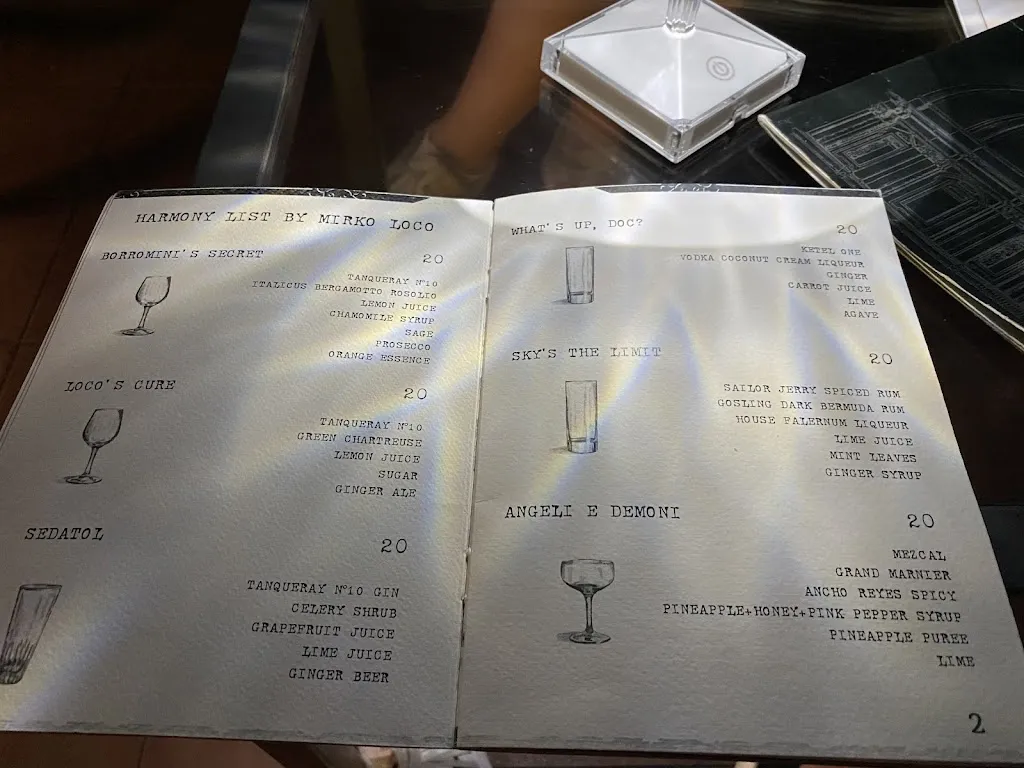 HARMONY LIST BY MIRKO LOCO
BORROMINI'S SECRET
20
TANQUERAY Nº10
ITALICUS BERGAMOTTO ROSOLIO
LEMON JUICE
CHAMOMILE SYRUP
SAGE
PROSECCO
ORANGE ESSENCE
LOCO'S CURE
20
TANQUERAY Nº10
GREEN CHARTREUSE
LEMON JUICE
SUGAR
GINGER ALE
SEDATOL
20
TANQUERAY Nº10 GIN
CELERY SHRUB
GRAPEFRUIT JUICE
LIME JUICE
GINGER BEER
WHAT'S UP, DOC?
20
KETEL ONE
VODKA COCONUT CREAM LIQUEUR
GINGER
CARROT JUICE
LIME
AGAVE
SKY'S THE LIMIT
20
SAILOR JERRY SPICED RUM
GOSLING DARK BERMUDA RUM
HOUSE FALERNUM LIQUEUR
LIME JUICE
MINT LEAVES
GINGER SYRUP
ANGELI E DEMONI
20
MEZCAL
GRAND MARNIER
ANCHO REYES SPICY
PINEAPPLE+HONEY+PINK PEPPER SYRUP
PINEAPPLE PUREE
LIME
2